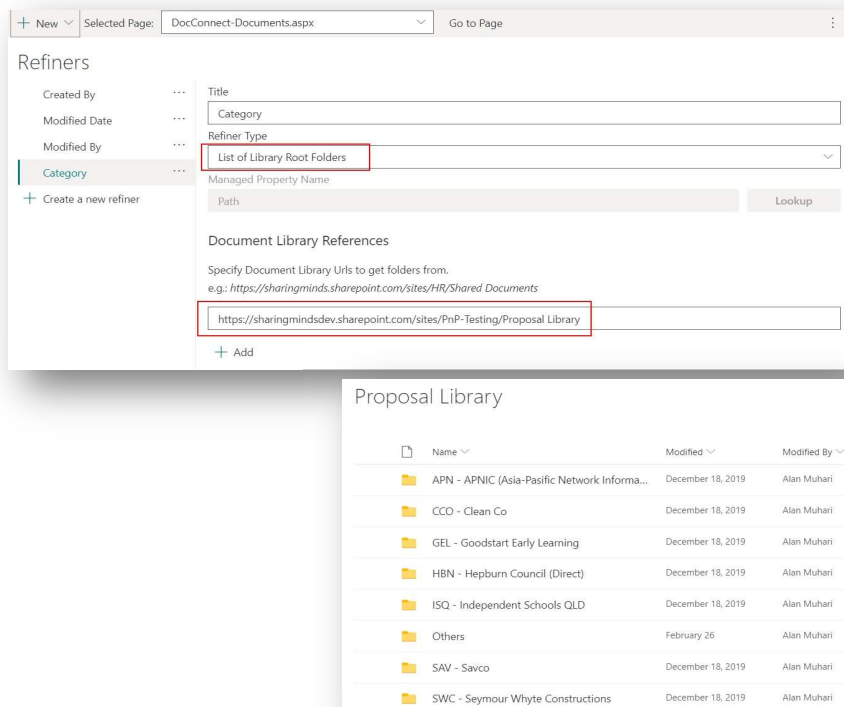 New Selected Page: DocConnect-Documents.aspx Go to Page
Refiners
Created By ...
Modified Date ...
Modified By ...
Category ...
Create a new refiner
Title
Category
Refiner Type
List of Library Root Folders
Managed Property Name
Path Lookup
Document Library References
Specify Document Library Urls to get folders from.
e.g.: https://sharingminds.sharepoint.com/sites/HR/Shared Documents
https://sharingmindsdev.sharepoint.com/sites/PnP-Testing/Proposal Library
Add
Proposal Library
Name Modified Modified By
APN - APNIC (Asia-Pasific Network Informa... December 18, 2019 Alan Muhari
CCO - Clean Co December 18, 2019 Alan Muhari
GEL - Goodstart Early Learning December 18, 2019 Alan Muhari
HBN - Hepburn Council (Direct) December 18, 2019 Alan Muhari
ISQ - Independent Schools QLD December 18, 2019 Alan Muhari
Others February 26 Alan Muhari
SAV - Savco December 18, 2019 Alan Muhari
SWC - Seymour Whyte Constructions December 18, 2019 Alan Muhari